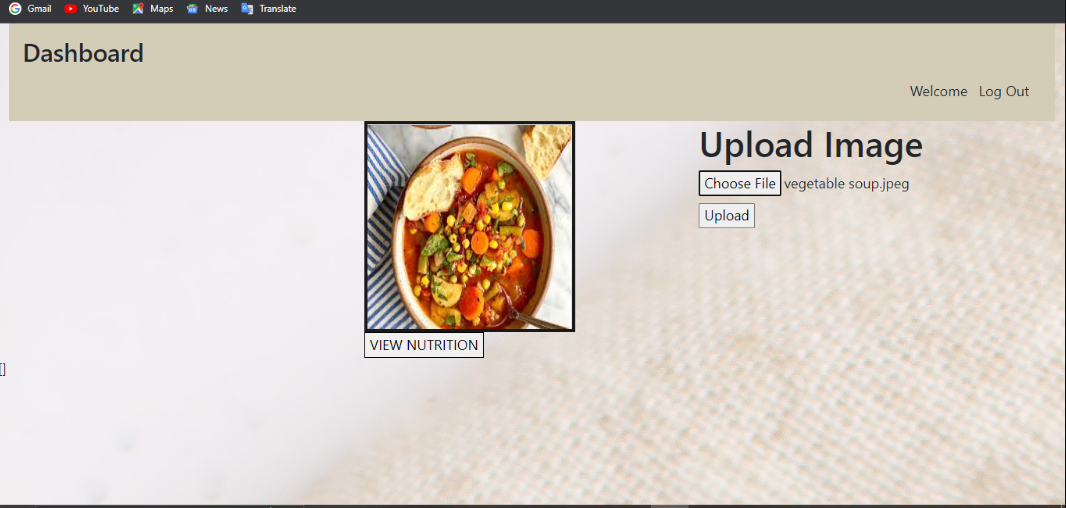 Gmail YouTube Maps News Translate
Dashboard
Welcome Log Out
Upload Image
Choose File vegetable soup.jpeg
Upload
VIEW NUTRITION
[]